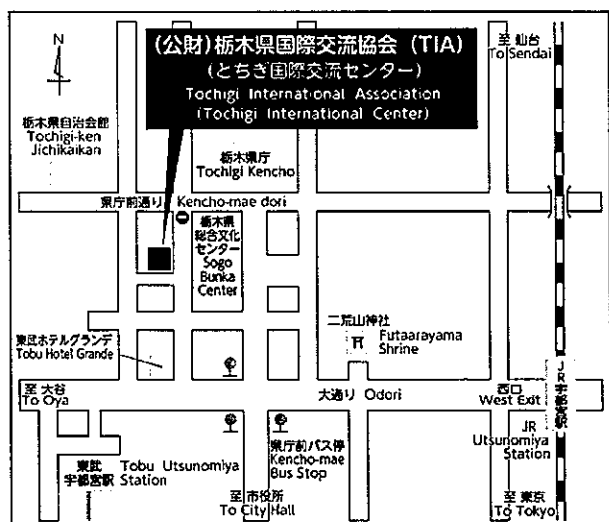 N
(公財)栃木県国際交流協会 (TIA)
(とちぎ国際交流センター)
Tochigi International Association
(Tochigi International Center)
至 仙台
To Sendai
栃木県自治会館
Tochigi-ken
Jichikaikan
栃木県庁
Tochigi Kencho
県庁前通り Kencho-mae dori
栃木県
総合文化
センター
Sogo
Bunka
Center
東武ホテルグランデ
Tobu Hotel Grande
二荒山神社
Futaarayama
Shrine
至 大谷
To Oya
大通り Odori
西口
West Exit
JR宇都宮駅
JR
Utsunomiya
Station
東武
宇都宮駅
Tobu Utsunomiya
Station
県庁前バス停
Kencho-mae
Bus Stop
至 市役所
To City Hall
至 東京
To Tokyo